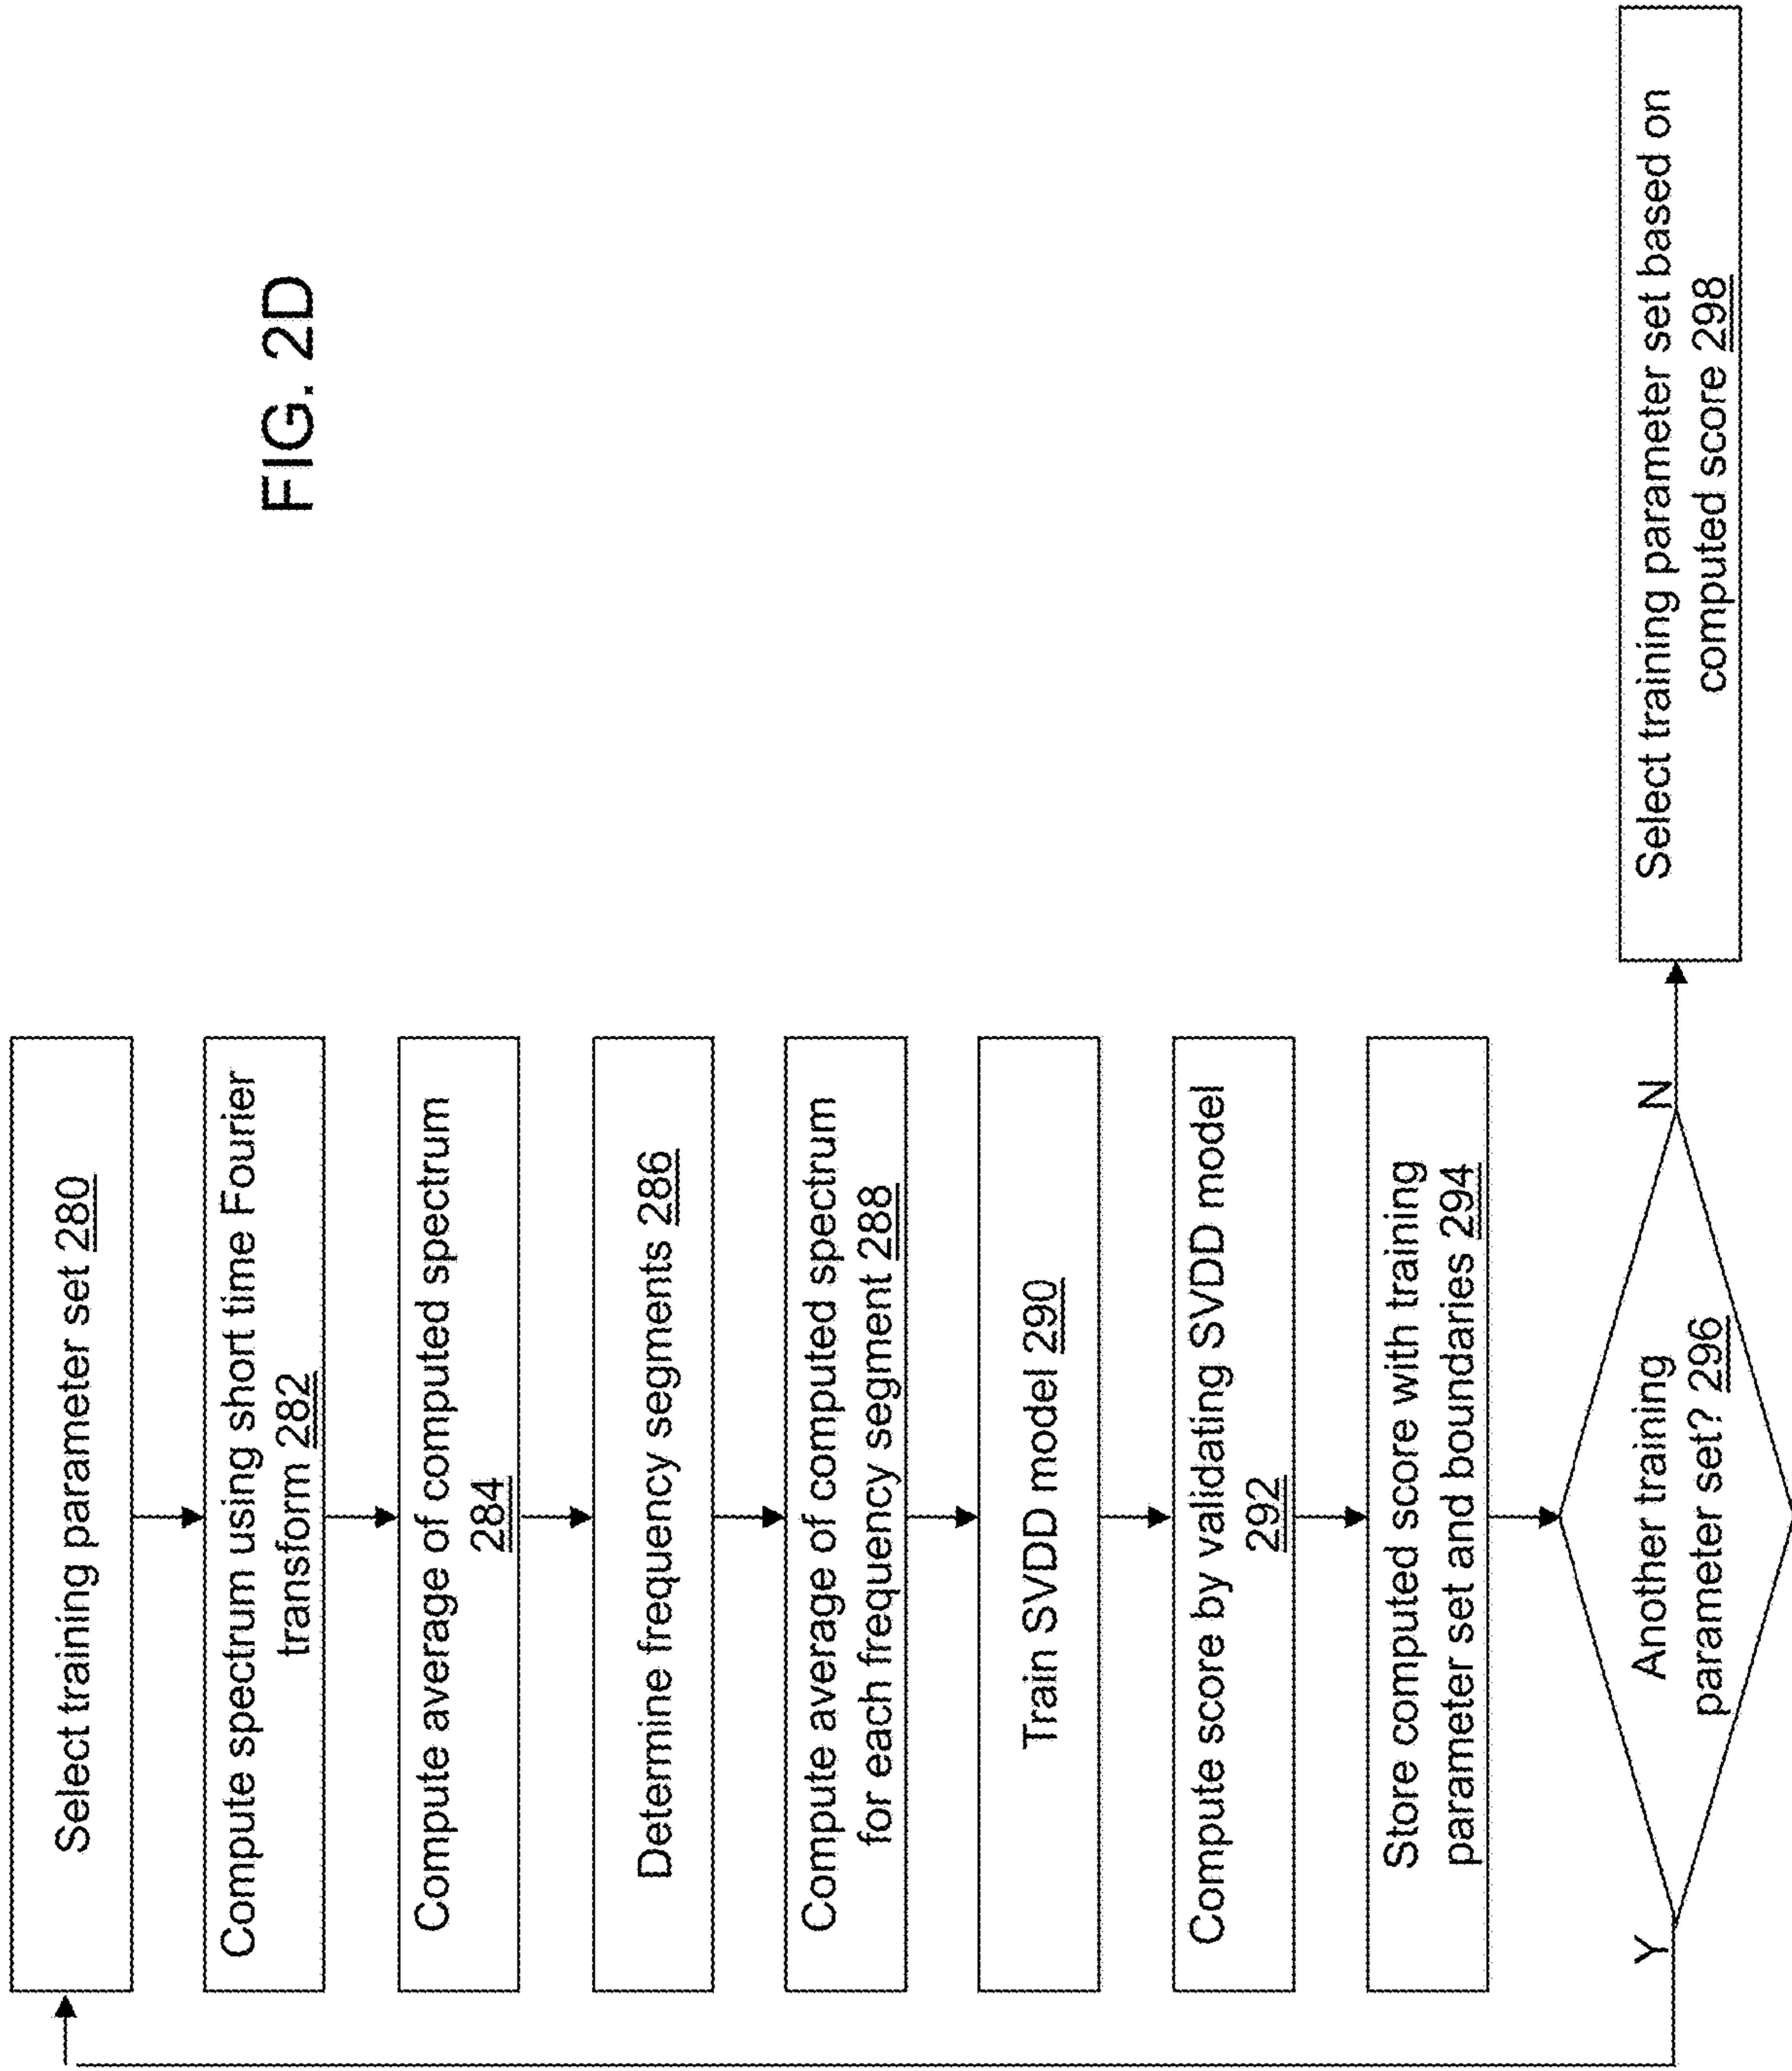 Select training parameter set 280
Compute spectrum using short time Fourier
transform 282
Compute average of computed spectrum
284
Determine frequency segments 286
Compute average of computed spectrum
for each frequency segment 288
Train SVDD model 290
Compute score by validating SVDD model
292
Store computed score with training
parameter set and boundaries 294
Y
Another training
parameter set? 296
N
Select training parameter set based on
computed score 298
FIG. 2D